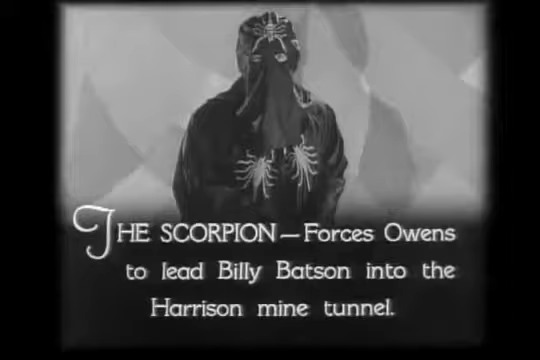 THE SCORPION—Forces Owens
to lead Billy Batson into the
Harrison mine tunnel.